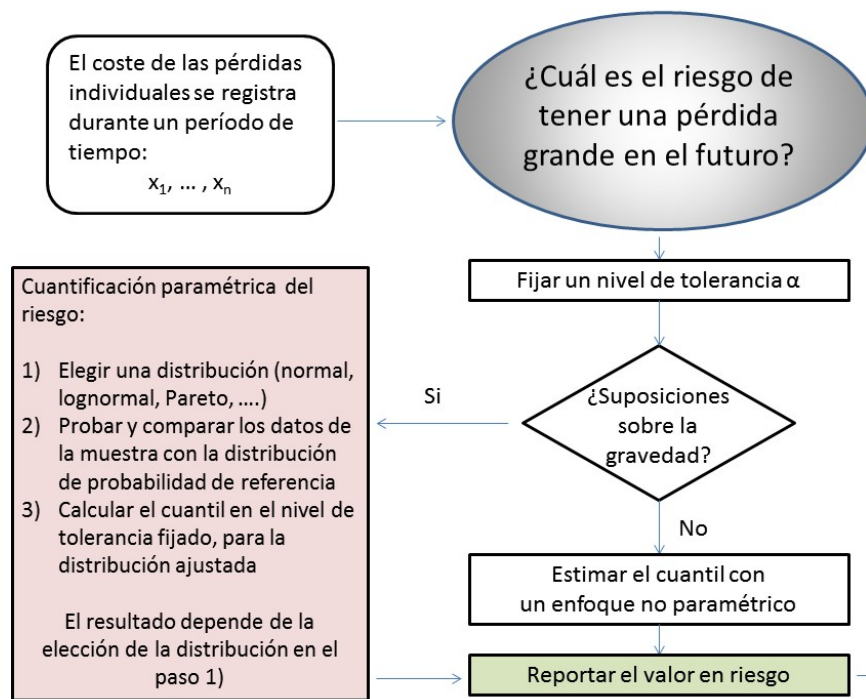 El coste de las pérdidas
individuales se registra
durante un período de
tiempo:
x1, ... , xn
¿Cuál es el riesgo de
tener una pérdida
grande en el futuro?
Fijar un nivel de tolerancia α
¿Suposiciones
sobre la
gravedad?
Si
No
Cuantificación paramétrica del
riesgo:
1) Elegir una distribución (normal,
lognormal, Pareto, ....)
2) Probar y comparar los datos de
la muestra con la distribución
de probabilidad de referencia
3) Calcular el cuantil en el nivel de
tolerancia fijado, para la
distribución ajustada
El resultado depende de la
elección de la distribución en el
paso 1)
Estimar el cuantil con
un enfoque no paramétrico
Reportar el valor en riesgo